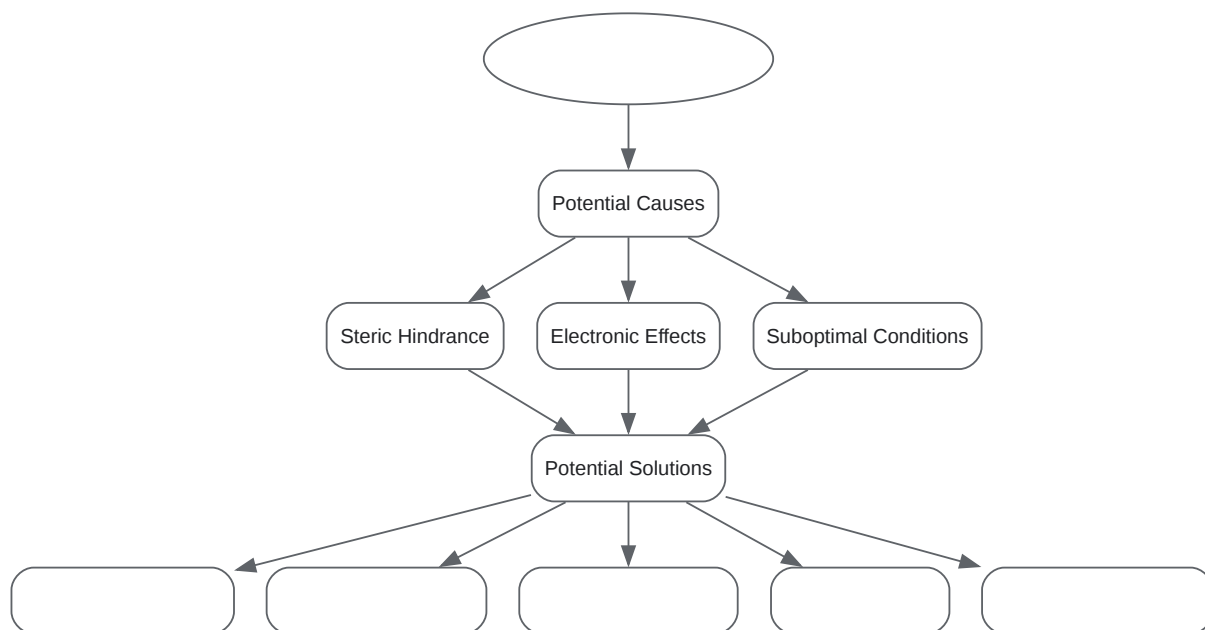 Potential Causes
Steric Hindrance
Electronic Effects
Suboptimal Conditions
Potential Solutions